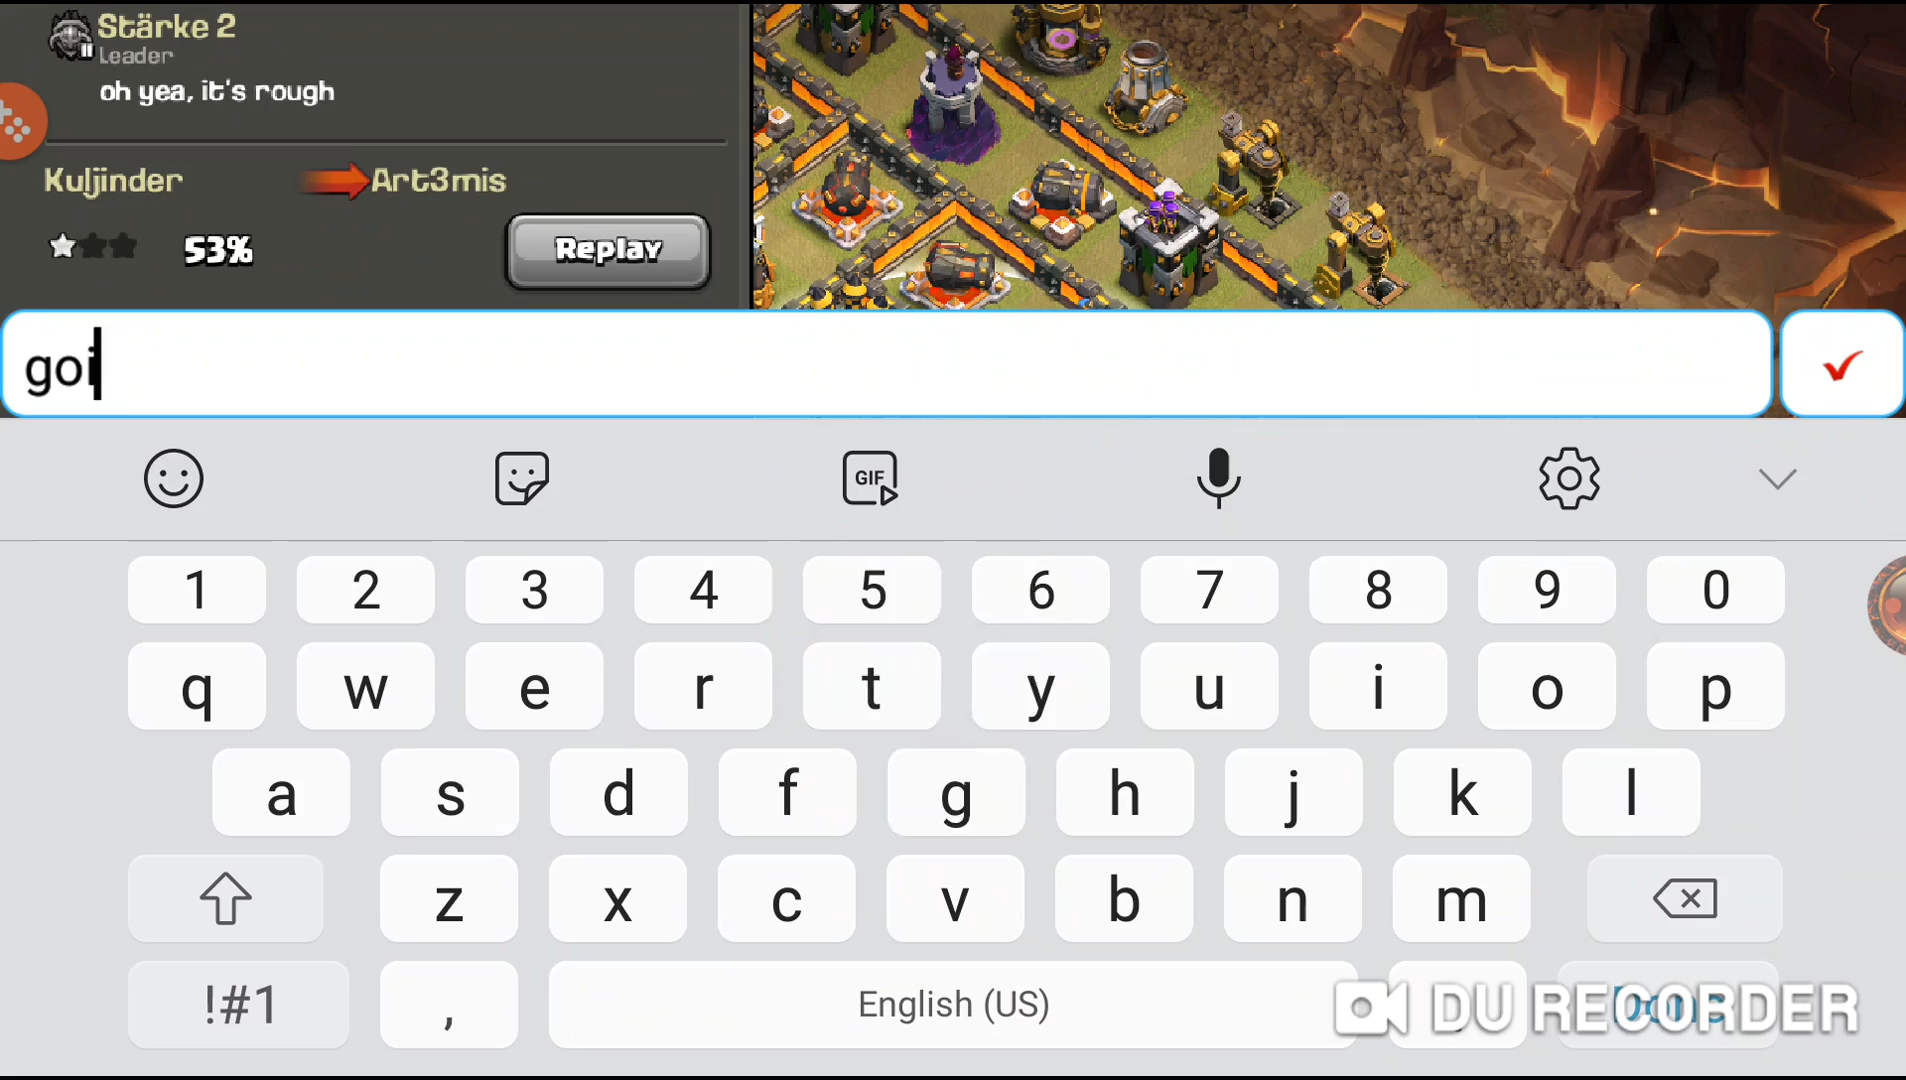 Stärke 2
Leader
oh yea, it's rough
Kuljinder Art3mis
53% Replay
goi
GIF
1 2 3 4 5 6 7 8 9 0
q w e r t y u i o p
a s d f g h j k l
z x c v b n m
!#1 , English (US) Done
DU RECORDER